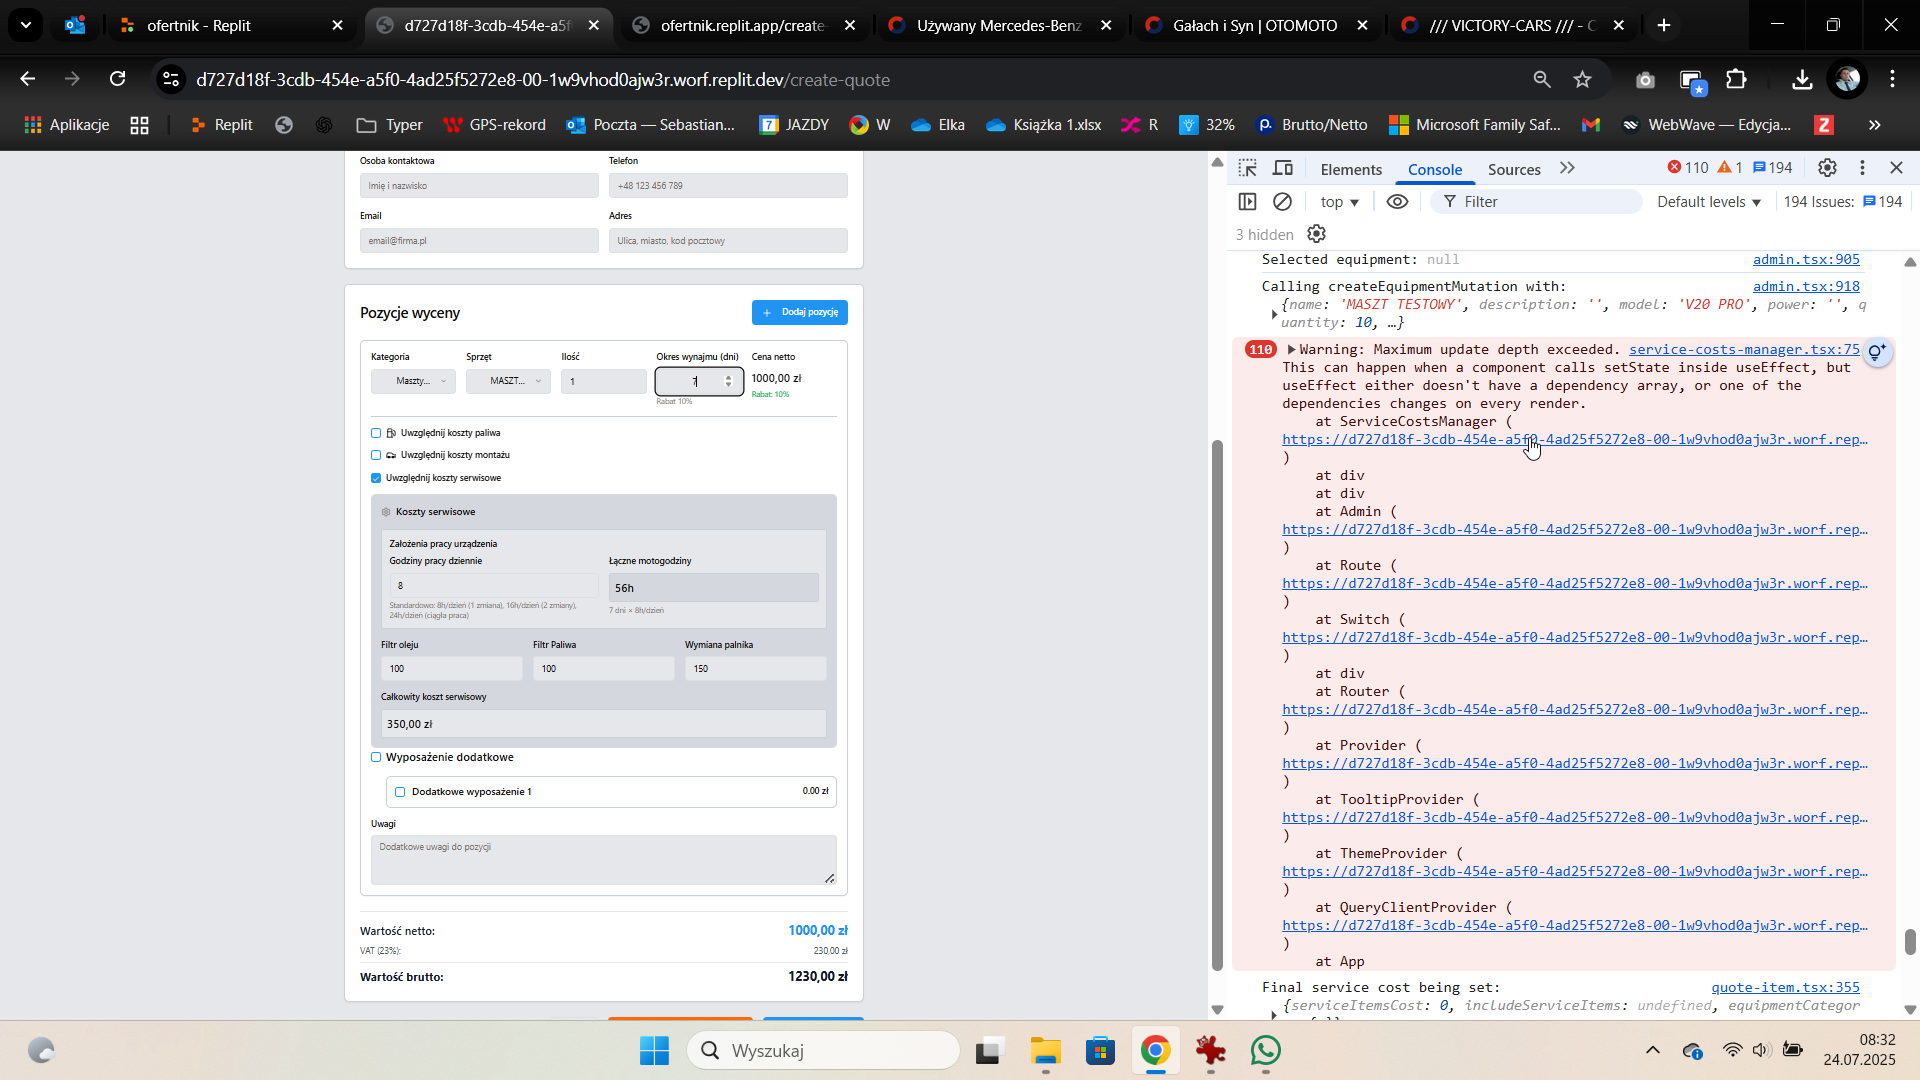 ofertnik - Replit
d727d18f-3cdb-454e-a5f
ofertnik.replit.app/create-
Używany Mercedes-Benz
Gałach i Syn | OTOMOTO
/// VICTORY-CARS /// - C
d727d18f-3cdb-454e-a5f0-4ad25f5272e8-00-1w9vhod0ajw3r.worf.replit.dev/create-quote
Aplikacje
Replit
Typer
GPS-rekord
Poczta — Sebastian...
7 JAZDY
W
Elka
Książka 1.xlsx
R
32%
Brutto/Netto
Microsoft Family Saf...
WebWave — Edycja...
Z
Osoba kontaktowa
Telefon
Imię i nazwisko
+48 123 456 789
Email
Adres
email@firma.pl
Ulica, miasto, kod pocztowy
Pozycje wyceny
+ Dodaj pozycję
Kategoria
Sprzęt
Ilość
Okres wynajmu (dni)
Cena netto
Maszty...
MASZT...
1
7
1000,00 zł
Rabat 10%
Rabat: 10%
Uwzględnij koszty paliwa
Uwzględnij koszty montażu
Uwzględnij koszty serwisowe
Koszty serwisowe
Założenia pracy urządzenia
Godziny pracy dziennie
Łączne motogodziny
8
56h
Standardowo: 8h/dzień (1 zmiana), 16h/dzień (2 zmiany),
24h/dzień (ciągła praca)
7 dni × 8h/dzień
Filtr oleju
Filtr Paliwa
Wymiana palnika
100
100
150
Całkowity koszt serwisowy
350,00 zł
Wyposażenie dodatkowe
Dodatkowe wyposażenie 1
0.00 zł
Uwagi
Dodatkowe uwagi do pozycji
Wartość netto:
1000,00 zł
VAT (23%):
230,00 zł
Wartość brutto:
1230,00 zł
Elements
Console
Sources
110
1
194
top
Filter
Default levels
194 Issues:
194
3 hidden
Selected equipment: null
admin.tsx:905
Calling createEquipmentMutation with:
admin.tsx:918
{name: 'MASZT TESTOWY', description: '', model: 'V20 PRO', power: '', q
uantity: 10, …}
110
Warning: Maximum update depth exceeded.
service-costs-manager.tsx:75
This can happen when a component calls setState inside useEffect, but
useEffect either doesn't have a dependency array, or one of the
dependencies changes on every render.
at ServiceCostsManager (
https://d727d18f-3cdb-454e-a5f0-4ad25f5272e8-00-1w9vhod0ajw3r.worf.rep…
)
at div
at div
at Admin (
https://d727d18f-3cdb-454e-a5f0-4ad25f5272e8-00-1w9vhod0ajw3r.worf.rep…
)
at Route (
https://d727d18f-3cdb-454e-a5f0-4ad25f5272e8-00-1w9vhod0ajw3r.worf.rep…
)
at Switch (
https://d727d18f-3cdb-454e-a5f0-4ad25f5272e8-00-1w9vhod0ajw3r.worf.rep…
)
at div
at Router (
https://d727d18f-3cdb-454e-a5f0-4ad25f5272e8-00-1w9vhod0ajw3r.worf.rep…
)
at Provider (
https://d727d18f-3cdb-454e-a5f0-4ad25f5272e8-00-1w9vhod0ajw3r.worf.rep…
)
at TooltipProvider (
https://d727d18f-3cdb-454e-a5f0-4ad25f5272e8-00-1w9vhod0ajw3r.worf.rep…
)
at ThemeProvider (
https://d727d18f-3cdb-454e-a5f0-4ad25f5272e8-00-1w9vhod0ajw3r.worf.rep…
)
at QueryClientProvider (
https://d727d18f-3cdb-454e-a5f0-4ad25f5272e8-00-1w9vhod0ajw3r.worf.rep…
)
at App
Final service cost being set:
quote-item.tsx:355
{serviceItemsCost: 0, includeServiceItems: undefined, equipmentCategor
Wyszukaj
08:32
24.07.2025